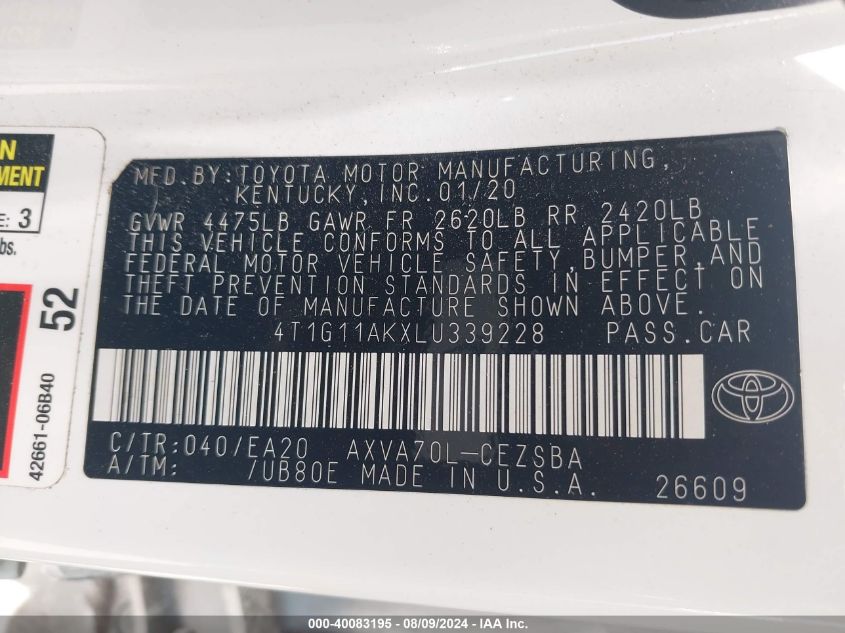 N
MENT
E: 3
bs.
52
42661-06B40
MFD.BY:TOYOTA MOTOR MANUFACTURING,
KENTUCKY,INC.01/20
GVWR 4475LB GAWR FR 2620LB RR 2420LB
THIS VEHICLE CONFORMS TO ALL APPLICABLE
FEDERAL MOTOR VEHICLE SAFETY,BUMPER,AND
THEFT PREVENTION STANDARDS IN EFFECT ON
THE DATE OF MANUFACTURE SHOWN ABOVE.
4T1G11AKXLU339228 PASS.CAR
C/TR:040/EA20 AXVA70L-CEZSBA
A/TM: /UB80E MADE IN U.S.A. 26609
000-40083195 - 08/09/2024 - IAA Inc.